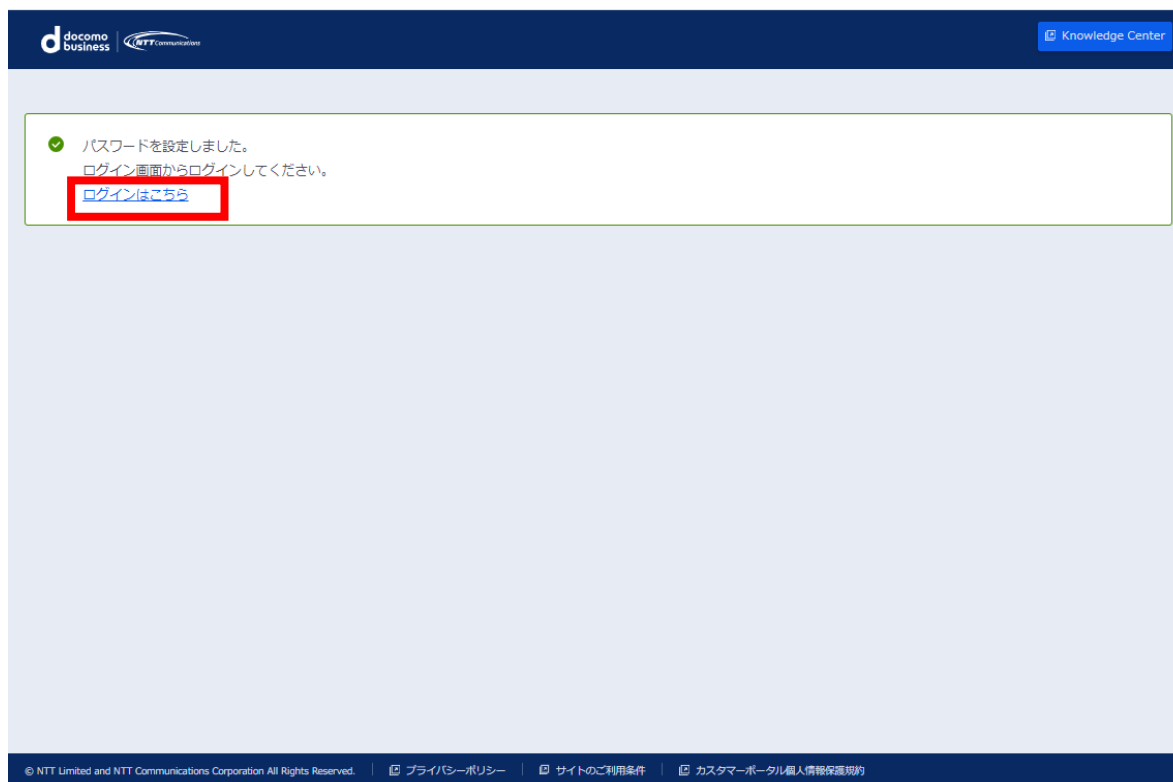 docomo
business
NTT Communications
Knowledge Center
パスワードを設定しました。
ログイン画面からログインしてください。
ログインはこちら
© NTT Limited and NTT Communications Corporation All Rights Reserved.
プライバシーポリシー
サイトのご利用条件
カスタマーポータル個人情報保護規約